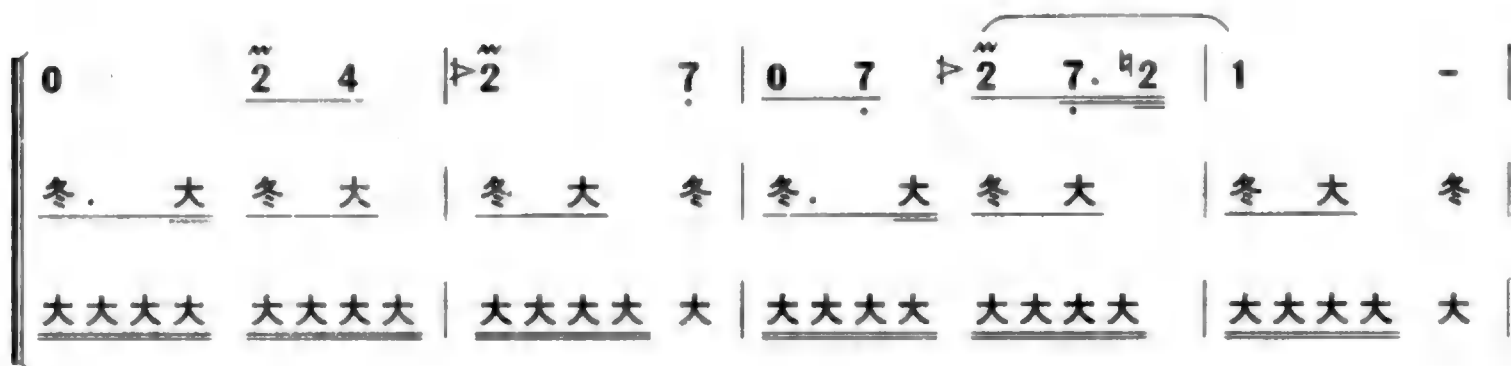 0 2 4 | 2 7 | 0 7 2 7. ♮2 | 1 - |
冬. 大 冬 大 | 冬 大 冬 | 冬. 大 冬 大 | 冬 大 冬 |
大大大大 大大大大 | 大大大大 大 | 大大大大 大大大大 | 大大大大 大 |